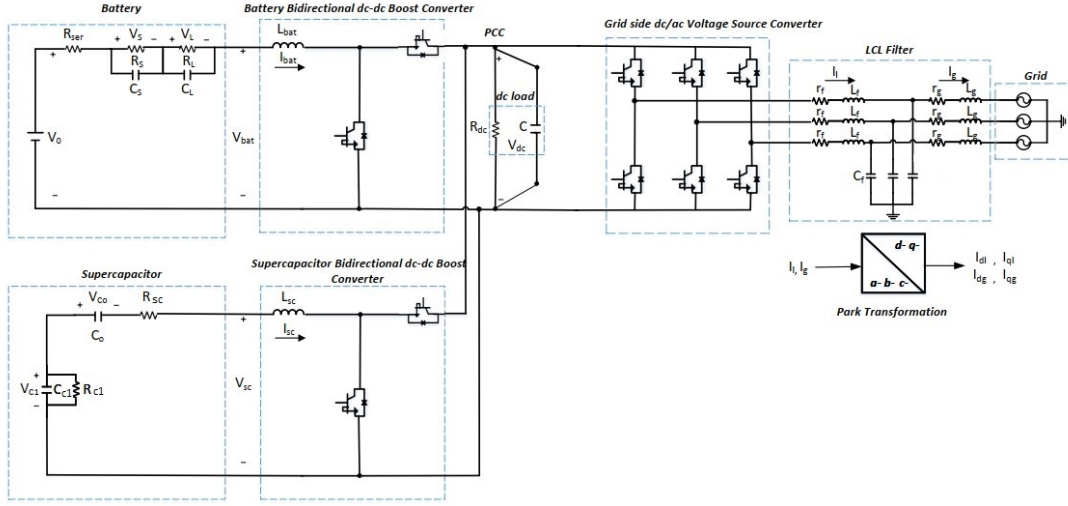 Battery
Battery Bidirectional dc-dc Boost Converter
Grid side dc/ac Voltage Source Converter
PCC
LCL Filter
Grid
Rser
+ VS −
+ VL −
RS
RL
CS
CL
+
V0
−
+
Vbat
−
Lbat
Ibat
+
dc load
Rdc
C
Vdc
−
Il
Ig
rf Lf
rg Lg
rf Lf
rg Lg
rf Lf
rg Lg
Cf
Supercapacitor
Supercapacitor Bidirectional dc-dc Boost
Converter
+ VCo −
Co
RSC
+
VC1
−
CC1
RC1
+
Vsc
−
Lsc
Isc
Il, Ig
d- q-
a- b- c-
Idl , Iql
Idg , Iqg
Park Transformation